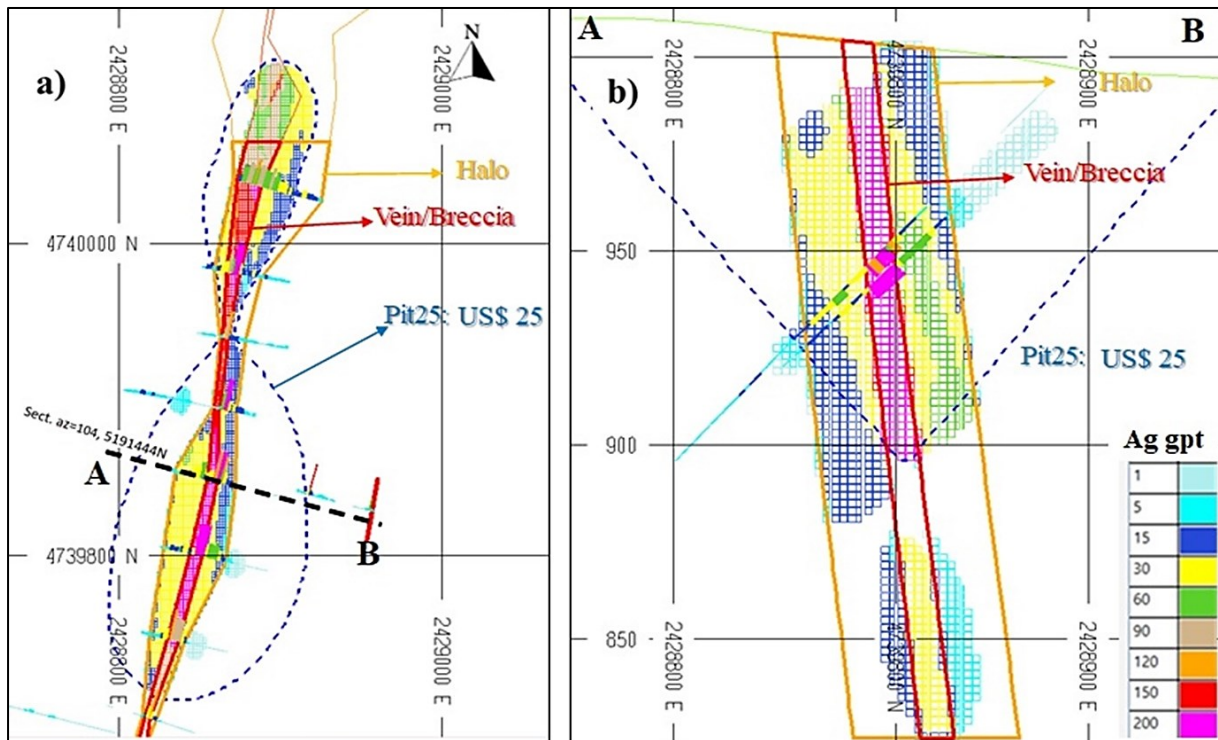 a)
N
2428800 E
2429000 E
Halo
Vein/Breccia
4740000 N
Pit25: US$ 25
Sect. az=104, 5191444N
A
B
4739800 N
2428800 E
2429000 E
A
B
b)
2428800 E
2428900 E
Halo
Vein/Breccia
950
Pit25: US$ 25
900
850
2428800 E
2428900 E
Ag gpt
1
5
15
30
60
90
120
150
200